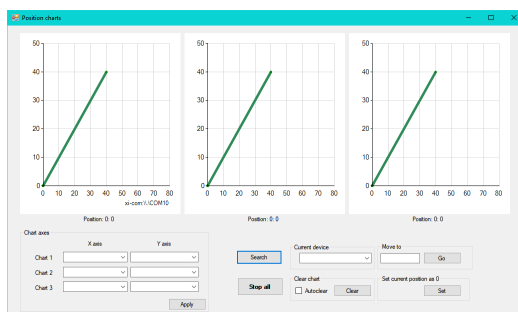 Position charts
50 50 50
40 40 40
30 30 30
20 20 20
10 10 10
0 0 0
0 10 20 30 40 50 60 70 80 0 10 20 30 40 50 60 70 80 0 10 20 30 40 50 60 70 80
xi-com:\\.\COM10
Position: 0: 0 Position: 0: 0 Position: 0: 0
Chart axes
X axis Y axis
Chart 1
Chart 2
Chart 3
Apply
Search
Stop all
Current device
Move to
Go
Clear chart
Autoclear Clear
Set current position as 0
Set